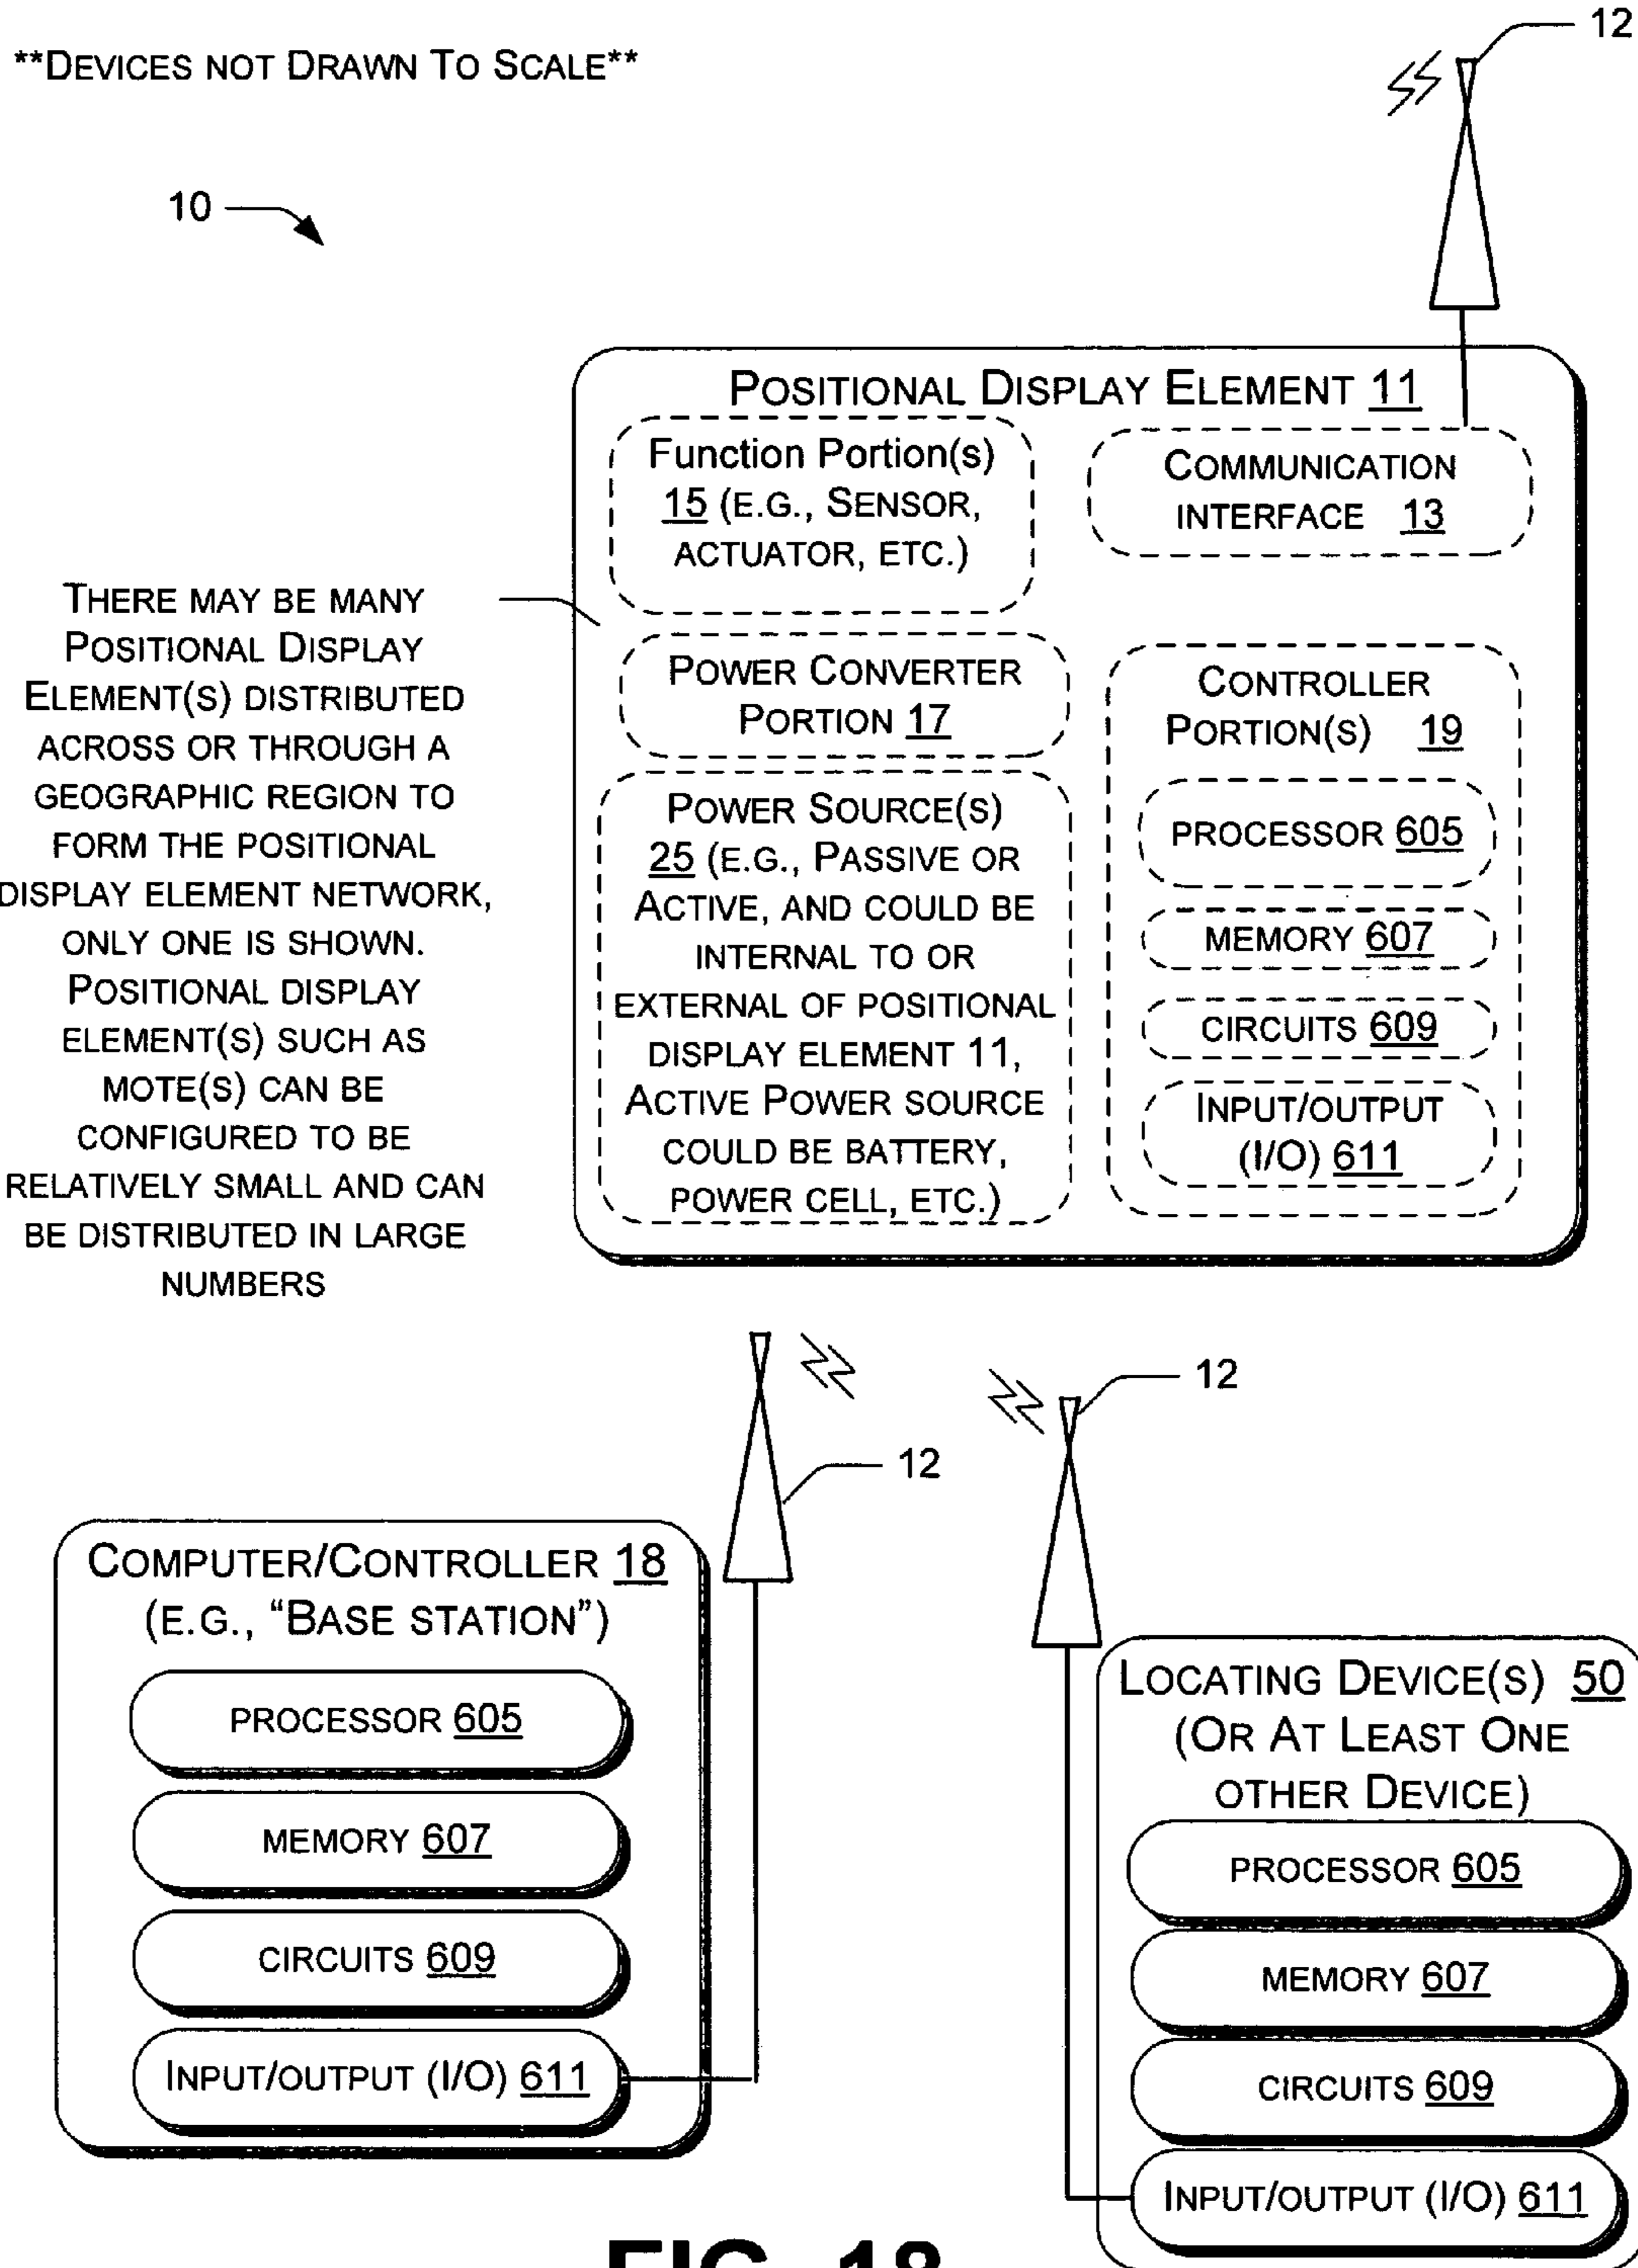 **DEVICES NOT DRAWN TO SCALE**
12
10
POSITIONAL DISPLAY ELEMENT 11
Function Portion(s)
15 (E.G., SENSOR,
ACTUATOR, ETC.)
COMMUNICATION
INTERFACE 13
THERE MAY BE MANY
POSITIONAL DISPLAY
ELEMENT(S) DISTRIBUTED
ACROSS OR THROUGH A
GEOGRAPHIC REGION TO
FORM THE POSITIONAL
DISPLAY ELEMENT NETWORK,
ONLY ONE IS SHOWN.
POSITIONAL DISPLAY
ELEMENT(S) SUCH AS
MOTE(S) CAN BE
CONFIGURED TO BE
RELATIVELY SMALL AND CAN
BE DISTRIBUTED IN LARGE
NUMBERS
POWER CONVERTER
PORTION 17
POWER SOURCE(S)
25 (E.G., PASSIVE OR
ACTIVE, AND COULD BE
INTERNAL TO OR
EXTERNAL OF POSITIONAL
DISPLAY ELEMENT 11,
ACTIVE POWER SOURCE
COULD BE BATTERY,
POWER CELL, ETC.)
CONTROLLER
PORTION(S) 19
PROCESSOR 605
MEMORY 607
CIRCUITS 609
INPUT/OUTPUT
(I/O) 611
12
12
COMPUTER/CONTROLLER 18
(E.G., “BASE STATION”)
PROCESSOR 605
MEMORY 607
CIRCUITS 609
INPUT/OUTPUT (I/O) 611
LOCATING DEVICE(S) 50
(OR AT LEAST ONE
OTHER DEVICE)
PROCESSOR 605
MEMORY 607
CIRCUITS 609
INPUT/OUTPUT (I/O) 611
FIG. 18